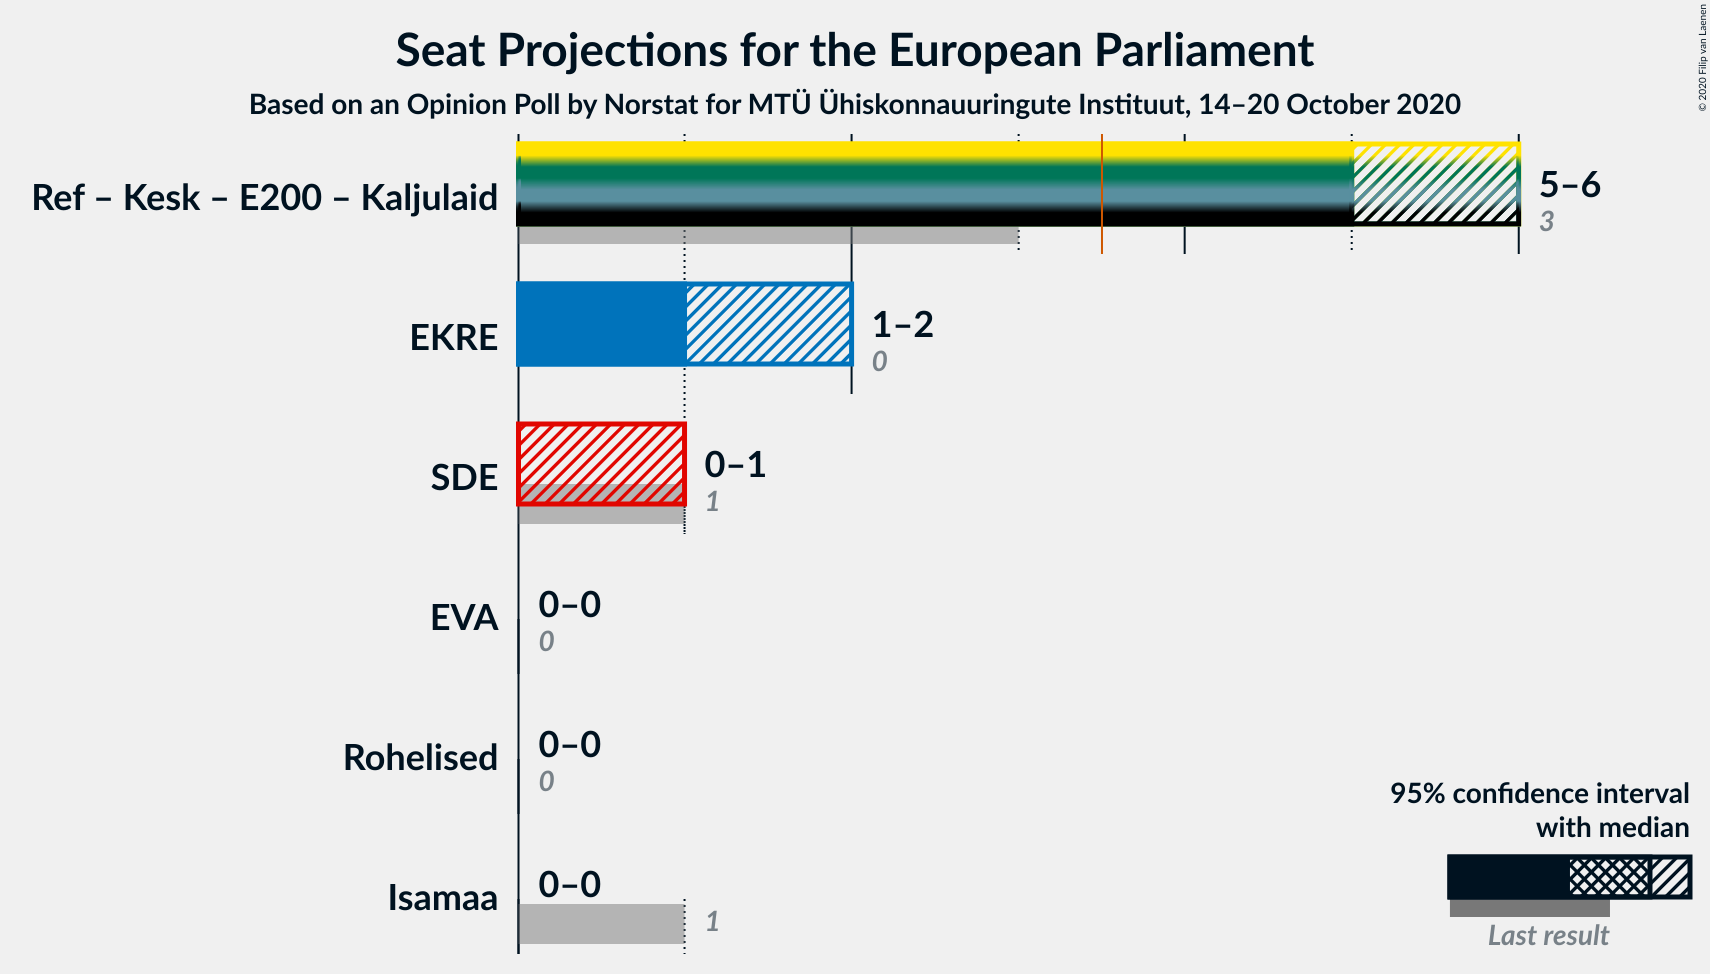 Seat Projections for the European Parliament
Based on an Opinion Poll by Norstat for MTÜ Ühiskonnauuringute Instituut, 14–20 October 2020
© 2020 Filip van Laenen
Ref – Kesk – E200 – Kaljulaid
5–6
3
EKRE
1–2
0
SDE
0–1
1
EVA
0–0
0
Rohelised
0–0
0
Isamaa
0–0
1
95% confidence interval
with median
Last result